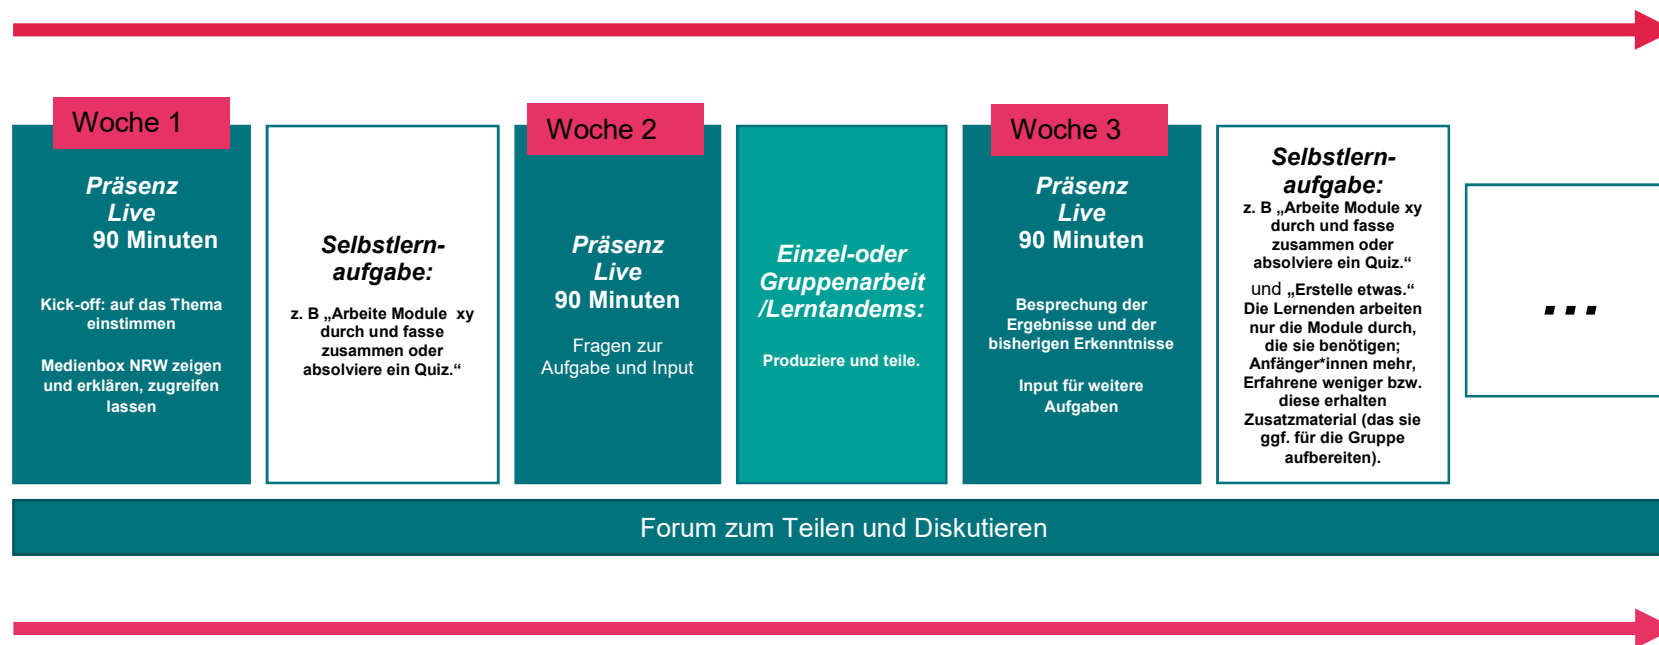 Woche 1
Präsenz
Live
90 Minuten
Kick-off: auf das Thema
einstimmen
Medienbox NRW zeigen
und erklären, zugreifen
lassen
Selbstlern-
aufgabe:
z. B „Arbeite Module xy
durch und fasse
zusammen oder
absolviere ein Quiz.“
Woche 2
Präsenz
Live
90 Minuten
Fragen zur
Aufgabe und Input
Einzel-oder
Gruppenarbeit
/Lerntandems:
Produziere und teile.
Woche 3
Präsenz
Live
90 Minuten
Besprechung der
Ergebnisse und der
bisherigen Erkenntnisse
Input für weitere
Aufgaben
Selbstlern-
aufgabe:
z. B „Arbeite Module xy
durch und fasse
zusammen oder
absolviere ein Quiz.“
und „Erstelle etwas.“
Die Lernenden arbeiten
nur die Module durch,
die sie benötigen;
Anfänger*innen mehr,
Erfahrene weniger bzw.
diese erhalten
Zusatzmaterial (das sie
ggf. für die Gruppe
aufbereiten).
...
Forum zum Teilen und Diskutieren